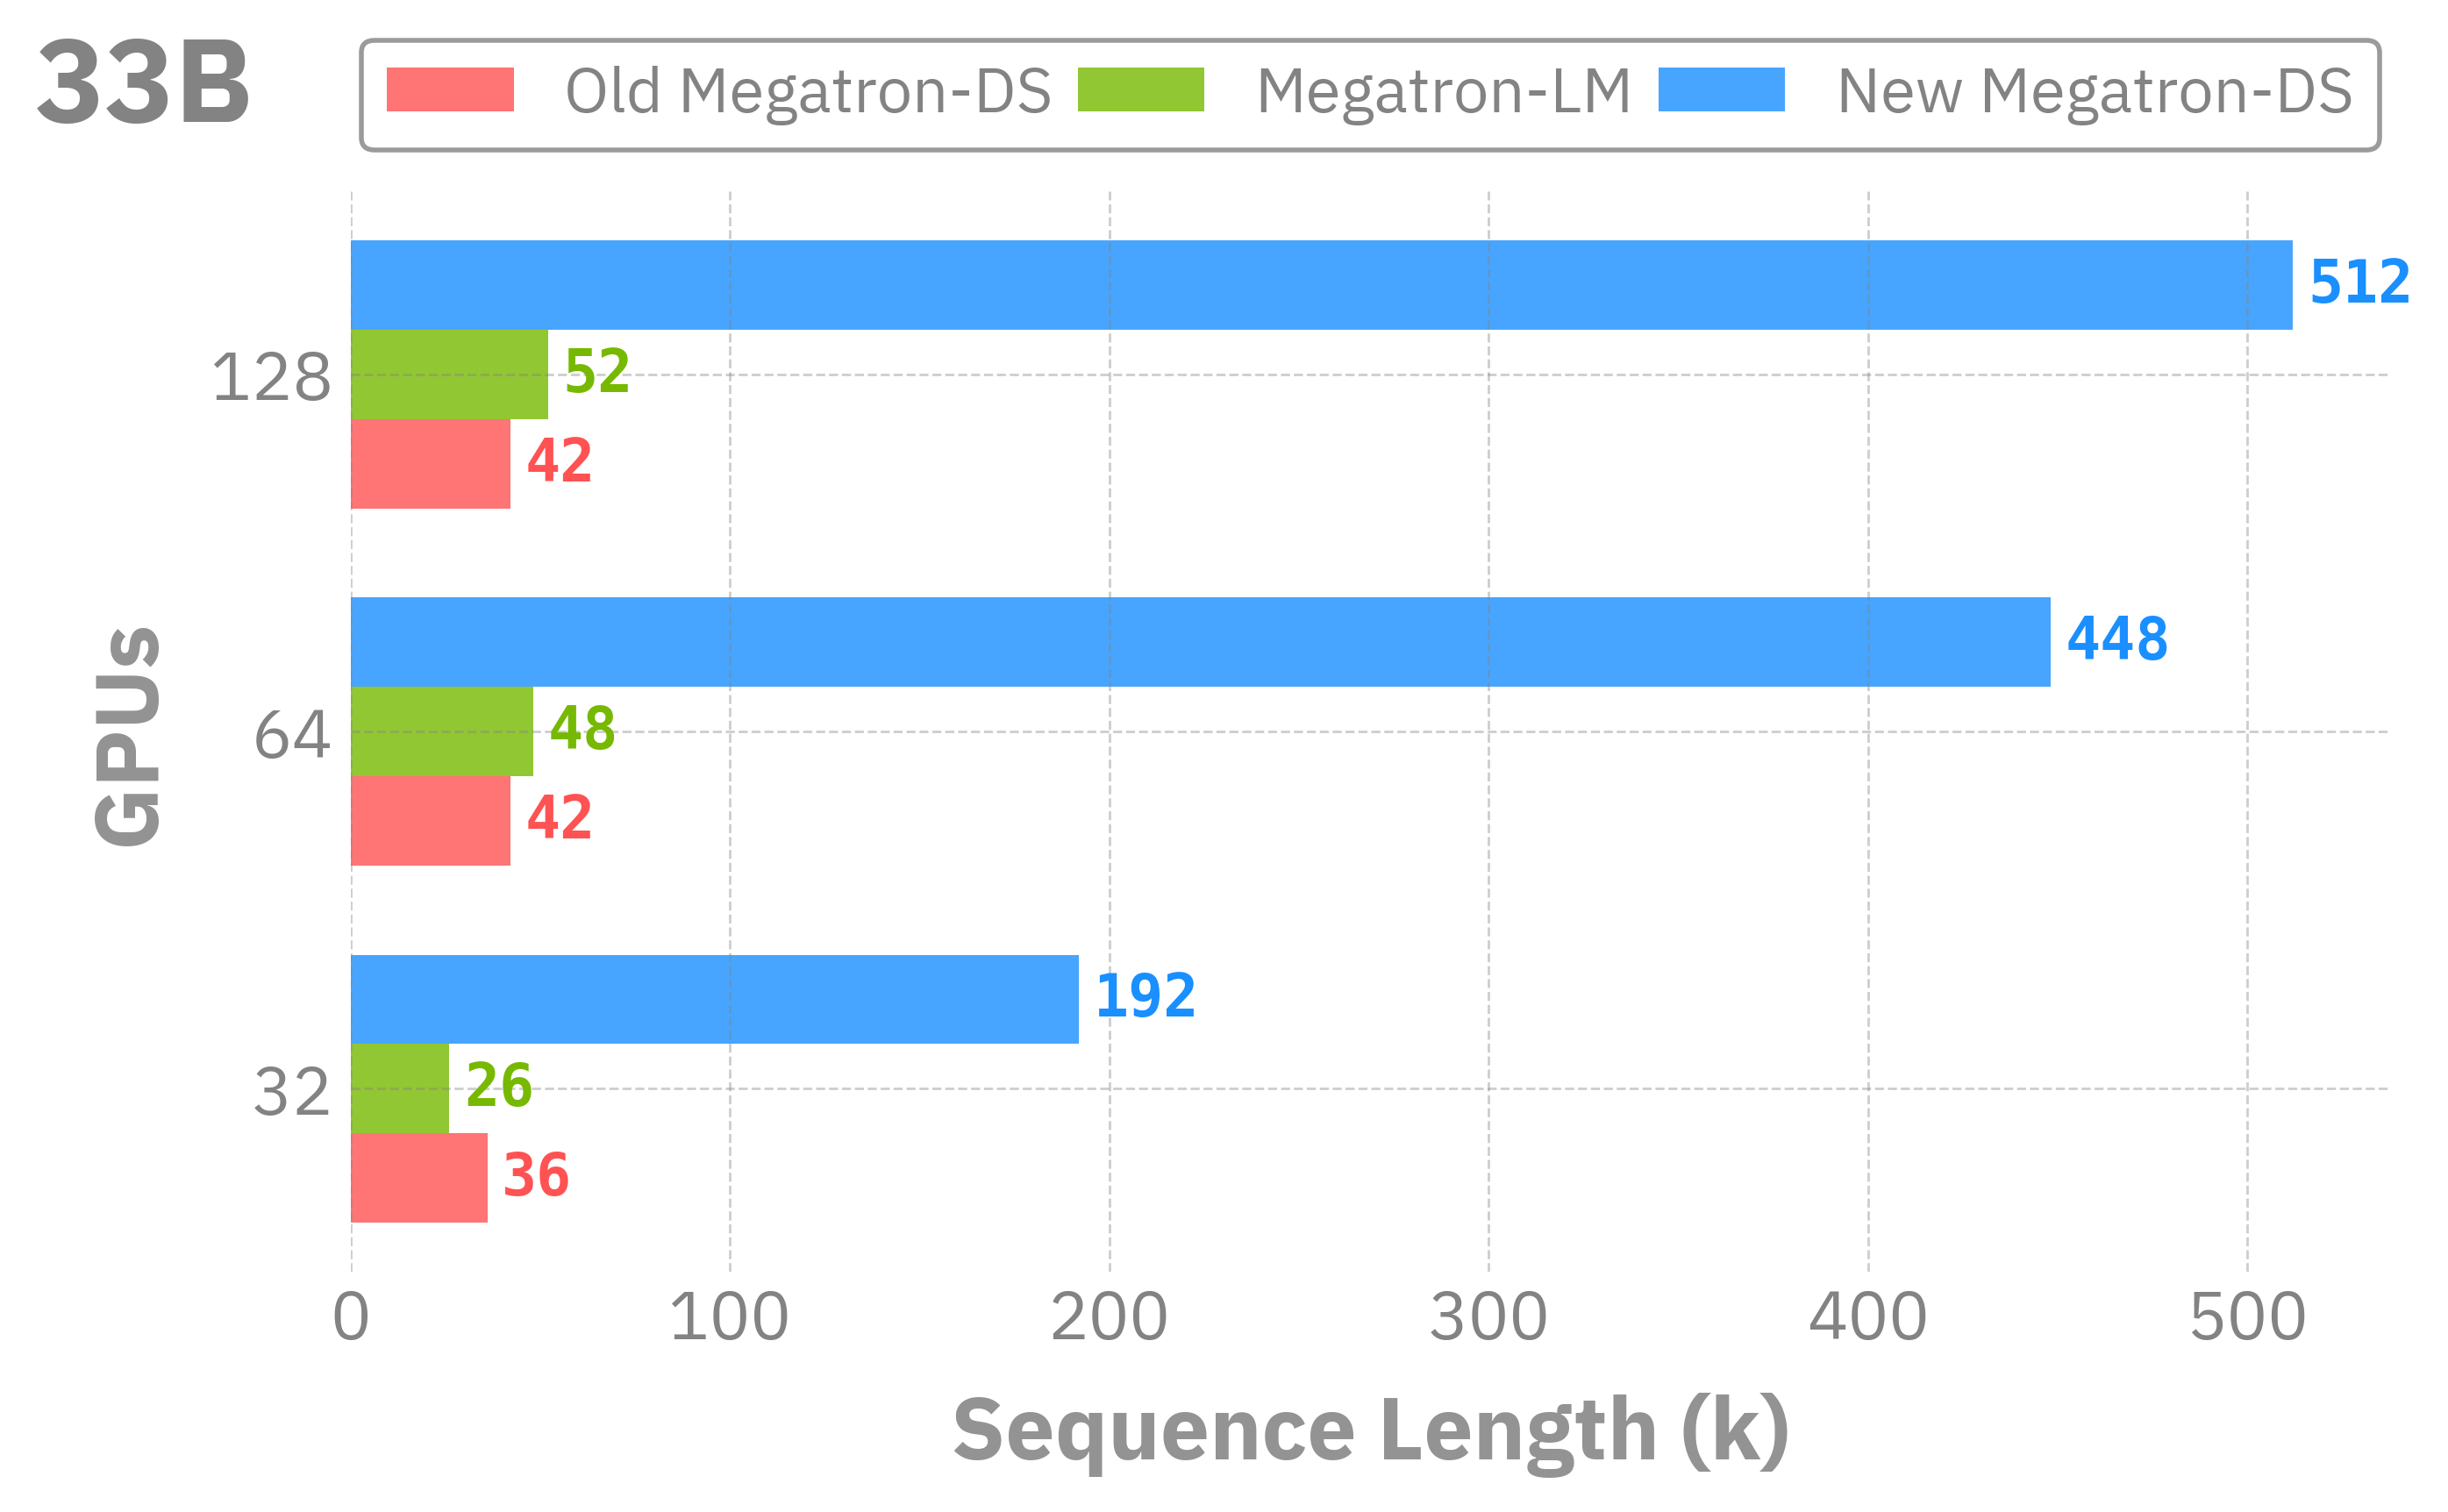 33B
Old Megatron-DS Megatron-LM New Megatron-DS
512
128 52
42
448
64 48
42
192
32 26
36
GPUs
0 100 200 300 400 500
Sequence Length (k)